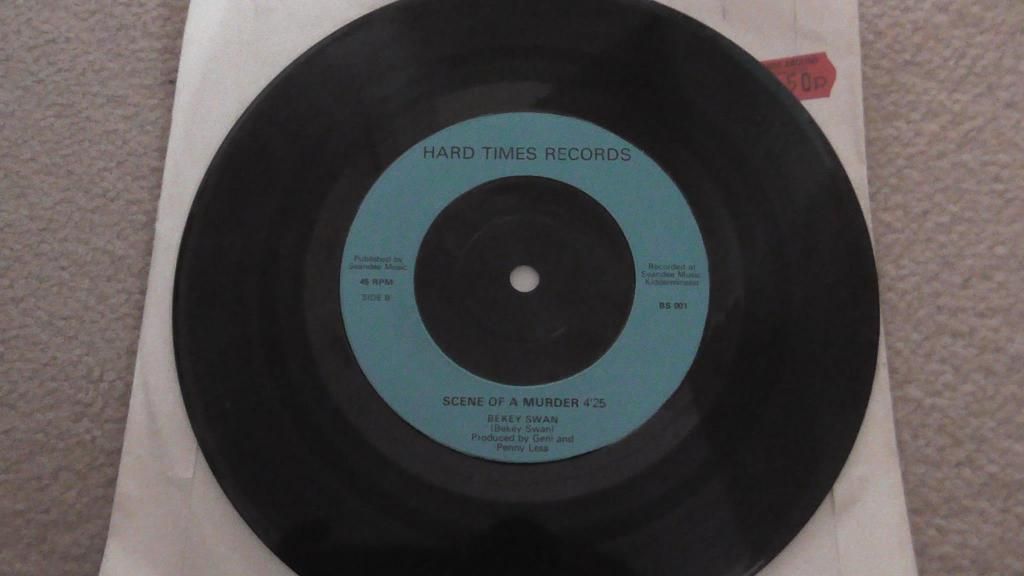 HARD TIMES RECORDS
50p
Published by
Seandee Music
45 RPM
SIDE B
Recorded at
Seandee Music
Kidderminster
BS 001
SCENE OF A MURDER 4'25
BEKEY SWAN
(Bekey Swan)
Produced by Geni and
Penny Less